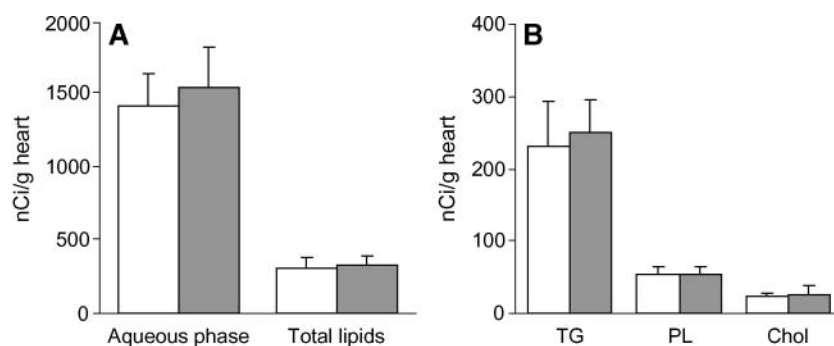 A
nCi/g heart
2000
1500
1000
500
0
Aqueous phase Total lipids
B
nCi/g heart
400
300
200
100
0
TG PL Chol